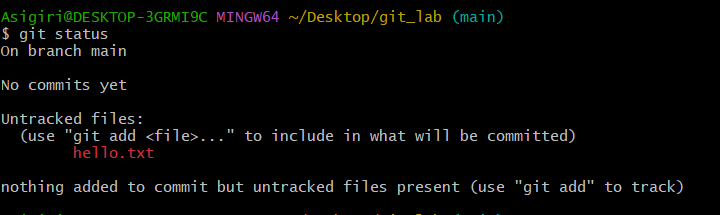 Asigiri@DESKTOP-3GRMI9C MINGW64 ~/Desktop/git_lab (main)
$ git status
On branch main

No commits yet

Untracked files:
  (use "git add <file>..." to include in what will be committed)
        hello.txt

nothing added to commit but untracked files present (use "git add" to track)